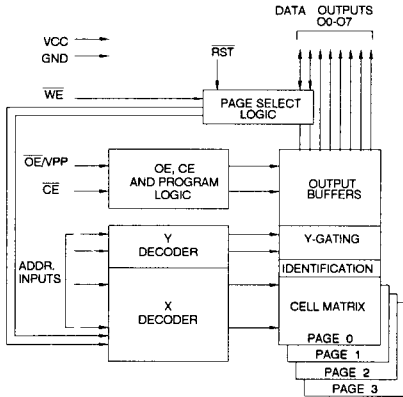 DATA OUTPUTS
O0-O7
VCC
GND
RST
WE
PAGE SELECT
LOGIC
OE/VPP
CE
OE, CE
AND PROGRAM
LOGIC
OUTPUT
BUFFERS
Y
DECODER
Y-GATING
ADDR.
INPUTS
IDENTIFICATION
X
DECODER
CELL MATRIX
PAGE 0
PAGE 1
PAGE 2
PAGE 3